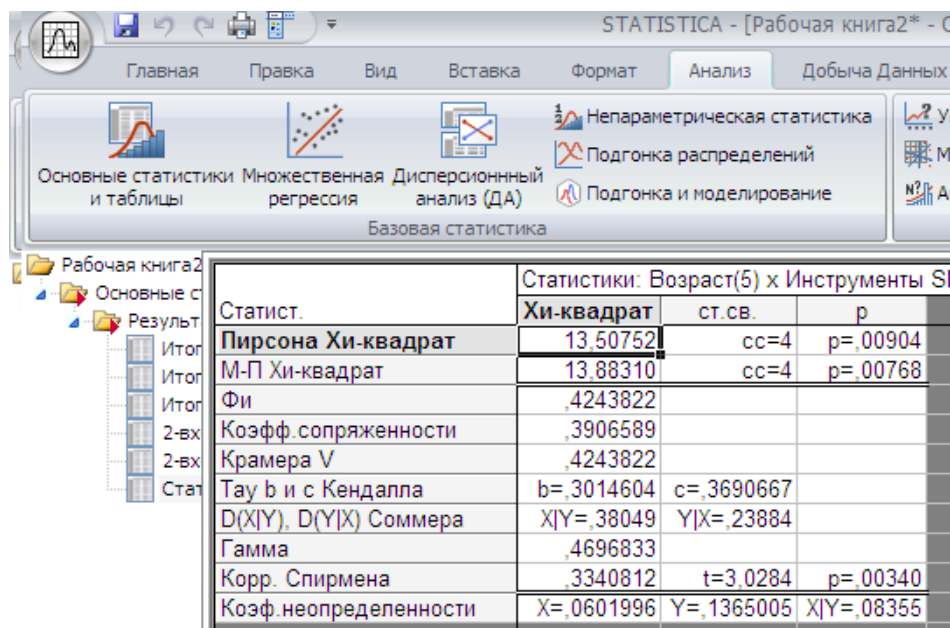 STATISTICA - [Рабочая книга2* -
Главная Правка Вид Вставка Формат Анализ Добыча Данных
Основные статистики и таблицы
Множественная регрессия
Дисперсионнный анализ (ДА)
Непараметрическая статистика
Подгонка распределений
Подгонка и моделирование
Базовая статистика
Рабочая книга2
Основные с
Результ
Итог
Итог
Итог
2-вх
2-вх
Стат
Статистики: Возраст(5) x Инструменты
Статист. Хи-квадрат ст.св. p
Пирсона Хи-квадрат 13,50752 сс=4 p=,00904
М-П Хи-квадрат 13,88310 сс=4 p=,00768
Фи ,4243822
Коэфф.сопряженности ,3906589
Крамера V ,4243822
Тау b и c Кендалла b=,3014604 c=,3690667
D(X|Y), D(Y|X) Соммера X|Y=,38049 Y|X=,23884
Гамма ,4696833
Корр. Спирмена ,3340812 t=3,0284 p=,00340
Коэф.неопределенности X=,0601996 Y=,1365005 X|Y=,08355